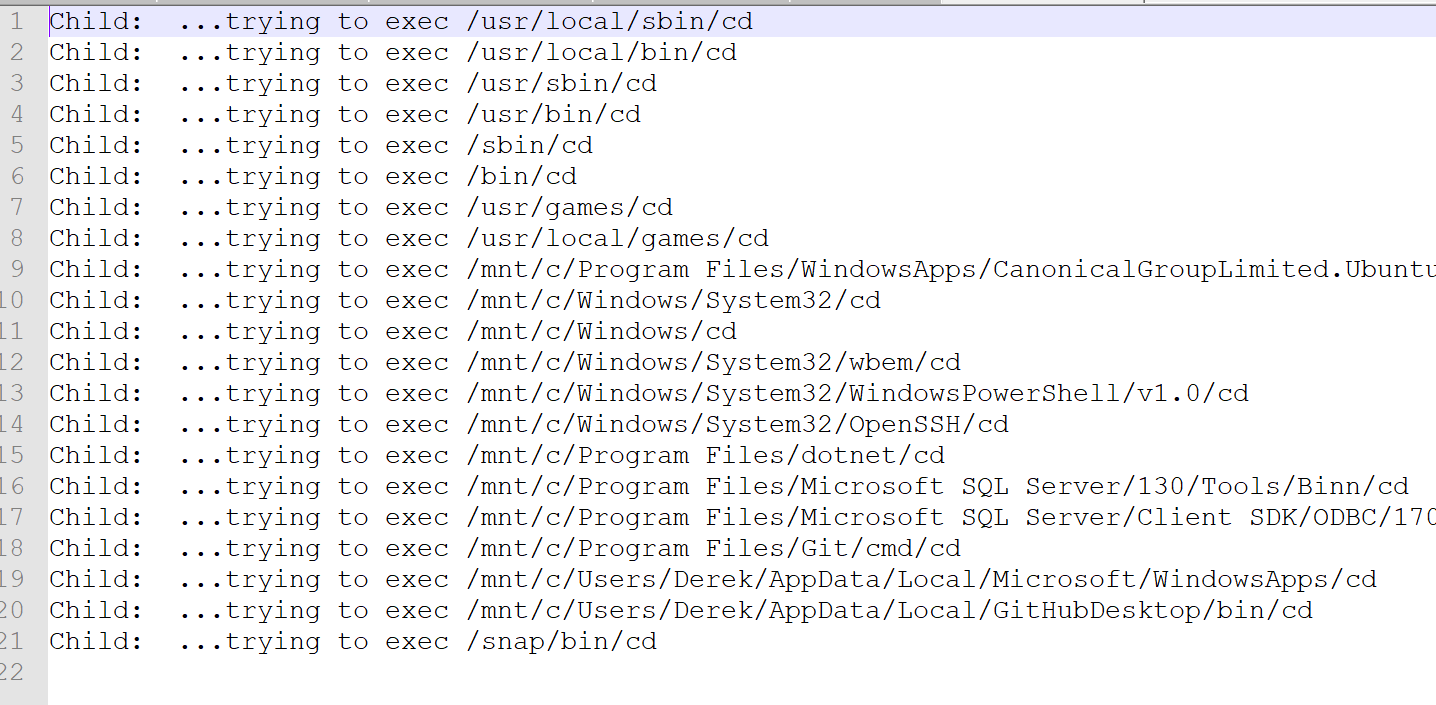 1 Child:  ...trying to exec /usr/local/sbin/cd
2 Child:  ...trying to exec /usr/local/bin/cd
3 Child:  ...trying to exec /usr/sbin/cd
4 Child:  ...trying to exec /usr/bin/cd
5 Child:  ...trying to exec /sbin/cd
6 Child:  ...trying to exec /bin/cd
7 Child:  ...trying to exec /usr/games/cd
8 Child:  ...trying to exec /usr/local/games/cd
9 Child:  ...trying to exec /mnt/c/Program Files/WindowsApps/CanonicalGroupLimited.Ubuntu
10 Child:  ...trying to exec /mnt/c/Windows/System32/cd
11 Child:  ...trying to exec /mnt/c/Windows/cd
12 Child:  ...trying to exec /mnt/c/Windows/System32/wbem/cd
13 Child:  ...trying to exec /mnt/c/Windows/System32/WindowsPowerShell/v1.0/cd
14 Child:  ...trying to exec /mnt/c/Windows/System32/OpenSSH/cd
15 Child:  ...trying to exec /mnt/c/Program Files/dotnet/cd
16 Child:  ...trying to exec /mnt/c/Program Files/Microsoft SQL Server/130/Tools/Binn/cd
17 Child:  ...trying to exec /mnt/c/Program Files/Microsoft SQL Server/Client SDK/ODBC/170
18 Child:  ...trying to exec /mnt/c/Program Files/Git/cmd/cd
19 Child:  ...trying to exec /mnt/c/Users/Derek/AppData/Local/Microsoft/WindowsApps/cd
20 Child:  ...trying to exec /mnt/c/Users/Derek/AppData/Local/GitHubDesktop/bin/cd
21 Child:  ...trying to exec /snap/bin/cd
22